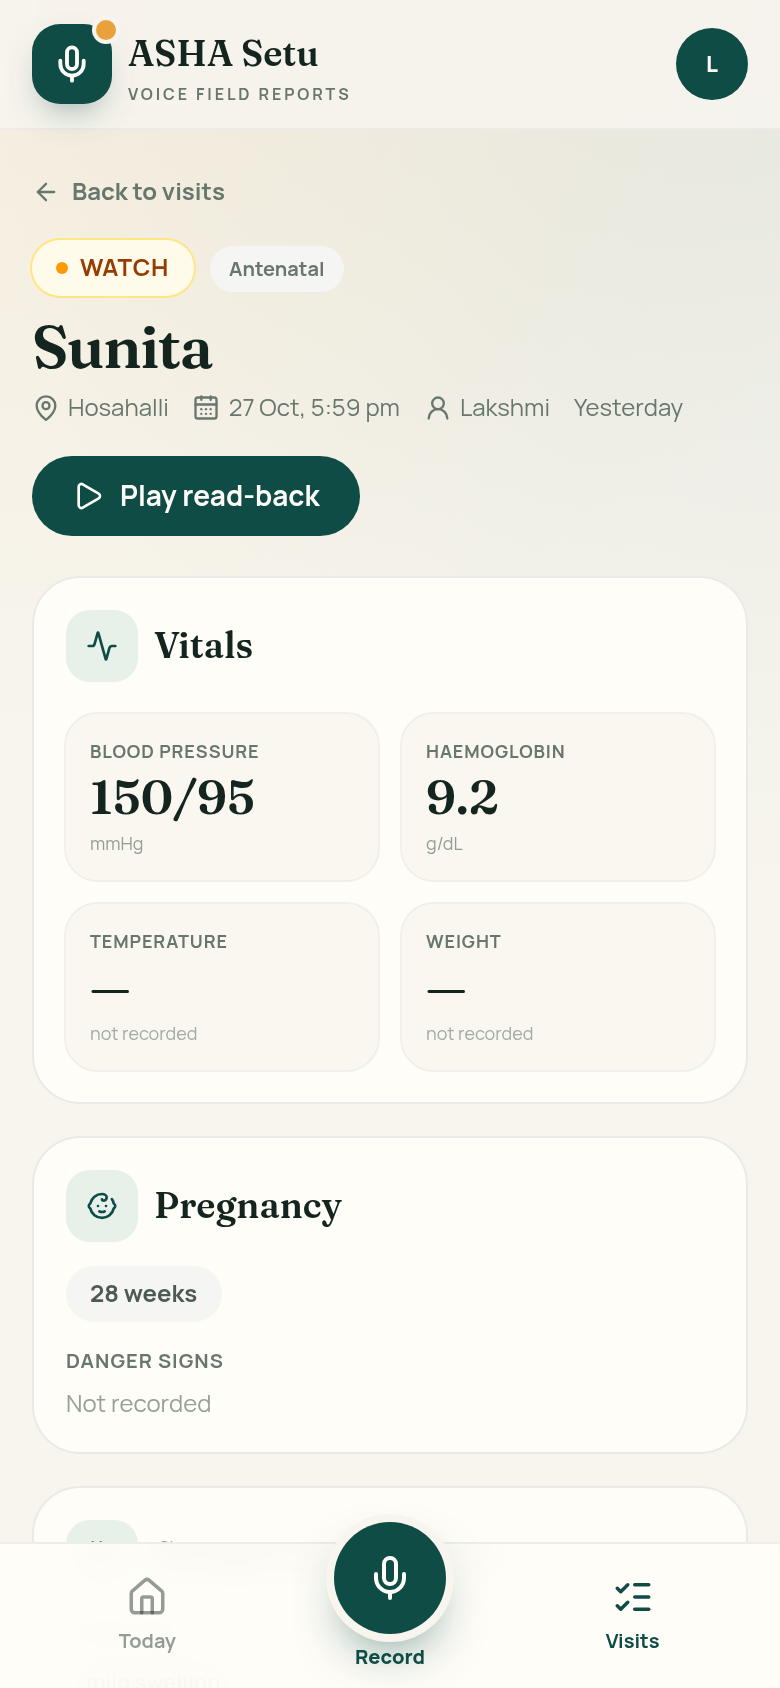 ASHA Setu
VOICE FIELD REPORTS
L
Back to visits
WATCH
Antenatal
Sunita
Hosahalli 27 Oct, 5:59 pm Lakshmi Yesterday
Play read-back
Vitals
BLOOD PRESSURE
150/95
mmHg
HAEMOGLOBIN
9.2
g/dL
TEMPERATURE
—
not recorded
WEIGHT
—
not recorded
Pregnancy
28 weeks
DANGER SIGNS
Not recorded
mild swelling
Today
Record
Visits